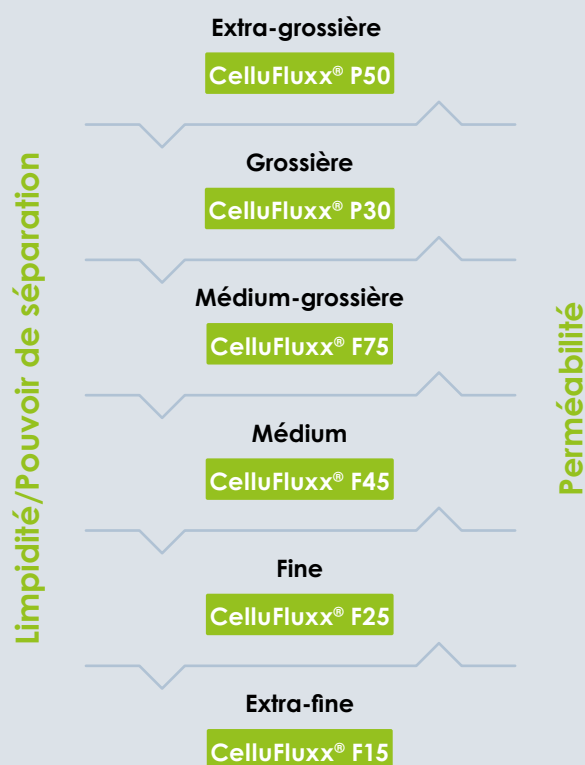 Extra-grossière
CelluFluxx® P50
Grossière
CelluFluxx® P30
Médium-grossière
CelluFluxx® F75
Médium
CelluFluxx® F45
Fine
CelluFluxx® F25
Extra-fine
CelluFluxx® F15
Limpidité/Pouvoir de séparation
Perméabilité